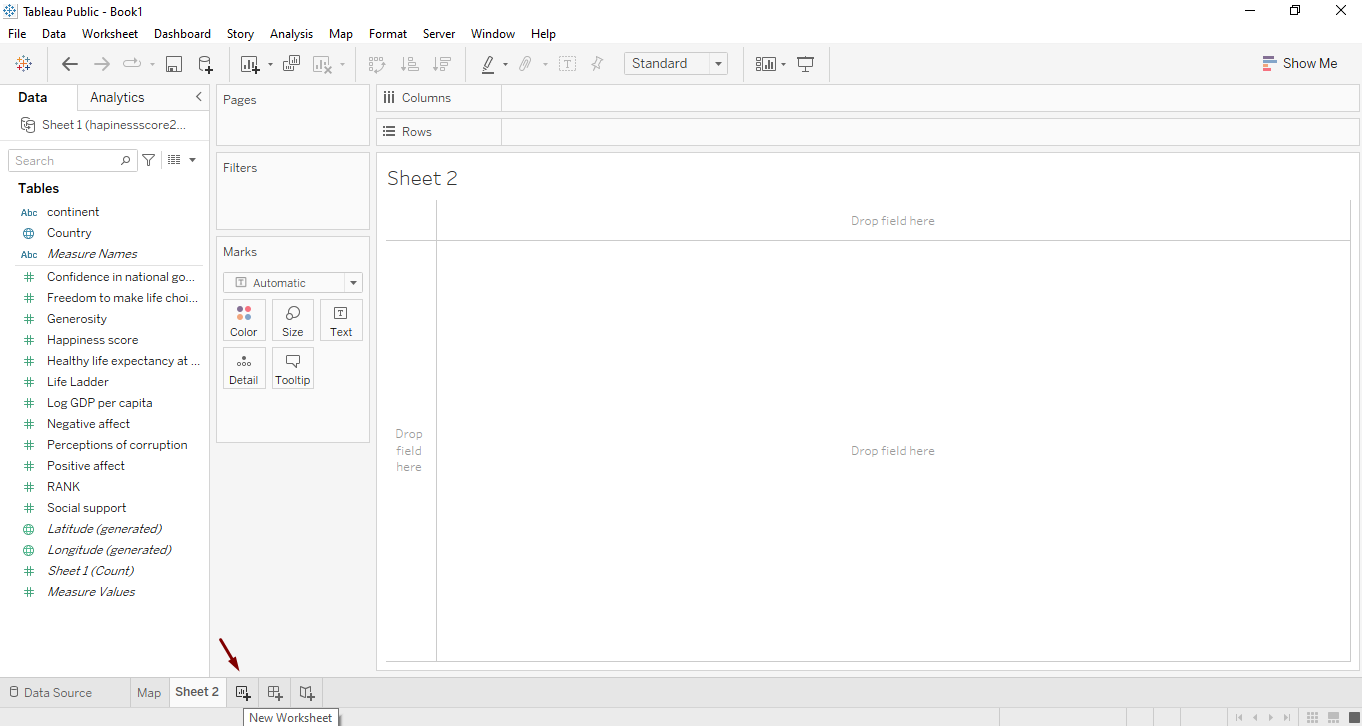 Tableau Public - Book1
File Data Worksheet Dashboard Story Analysis Map Format Server Window Help
Standard
Show Me
Data Analytics
Sheet 1 (hapinessscore2...
Search
Tables
Abc continent
Country
Abc Measure Names
Confidence in national go...
Freedom to make life choi...
Generosity
Happiness score
Healthy life expectancy at ...
Life Ladder
Log GDP per capita
Negative affect
Perceptions of corruption
Positive affect
RANK
Social support
Latitude (generated)
Longitude (generated)
Sheet 1 (Count)
Measure Values
Pages
Filters
Marks
T Automatic
Color Size Text
Detail Tooltip
Columns
Rows
Sheet 2
Drop field here
Drop
field
here
Drop field here
Data Source Map Sheet 2
New Worksheet